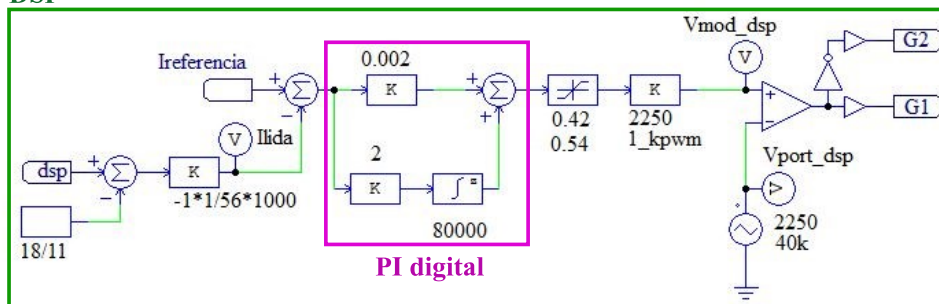 DSP
Vmod_dsp
G2
0.002
Ireferencia
V
+
Σ
−
K
+
Σ
+
K
+
−
G1
0.42
0.54
2250
1_kpwm
V
Ilida
2
Vport_dsp
dsp
+
Σ
−
K
-1*1/56*1000
K
∫
V
2250
40k
18/11
80000
PI digital